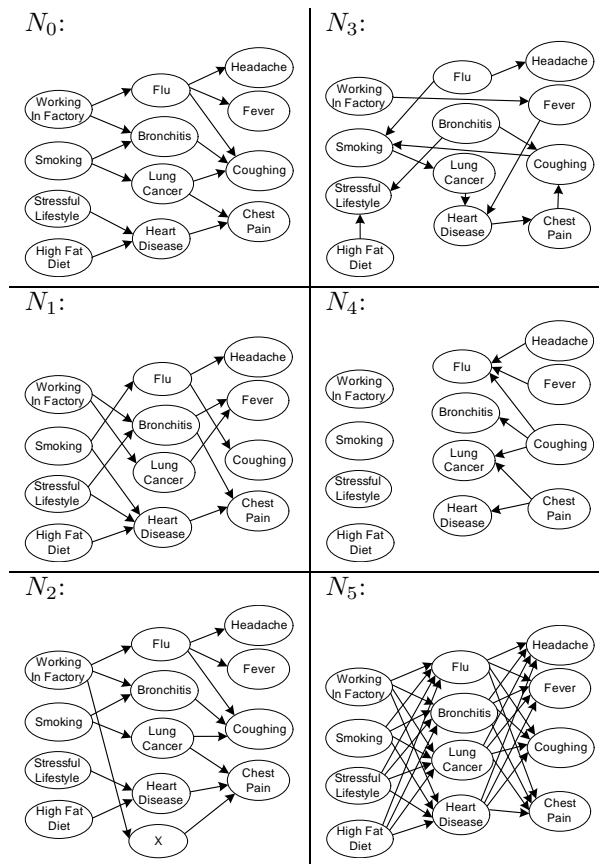 N0:
Headache
Flu
Working
In Factory
Fever
Bronchitis
Smoking
Coughing
Lung
Cancer
Stressful
Lifestyle
Chest
Pain
Heart
Disease
High Fat
Diet
N3:
Headache
Flu
Working
In Factory
Fever
Bronchitis
Smoking
Coughing
Lung
Cancer
Stressful
Lifestyle
Heart
Disease
Chest
Pain
High Fat
Diet
N1:
Headache
Flu
Working
In Factory
Fever
Bronchitis
Smoking
Coughing
Lung
Cancer
Stressful
Lifestyle
Chest
Pain
Heart
Disease
High Fat
Diet
N4:
Headache
Flu
Working
In Factory
Fever
Bronchitis
Smoking
Coughing
Lung
Cancer
Stressful
Lifestyle
Heart
Disease
Chest
Pain
High Fat
Diet
N2:
Headache
Flu
Working
In Factory
Fever
Bronchitis
Smoking
Coughing
Lung
Cancer
Stressful
Lifestyle
Chest
Pain
Heart
Disease
High Fat
Diet
X
N5:
Headache
Flu
Working
In Factory
Fever
Bronchitis
Smoking
Coughing
Lung
Cancer
Stressful
Lifestyle
Heart
Disease
Chest
Pain
High Fat
Diet